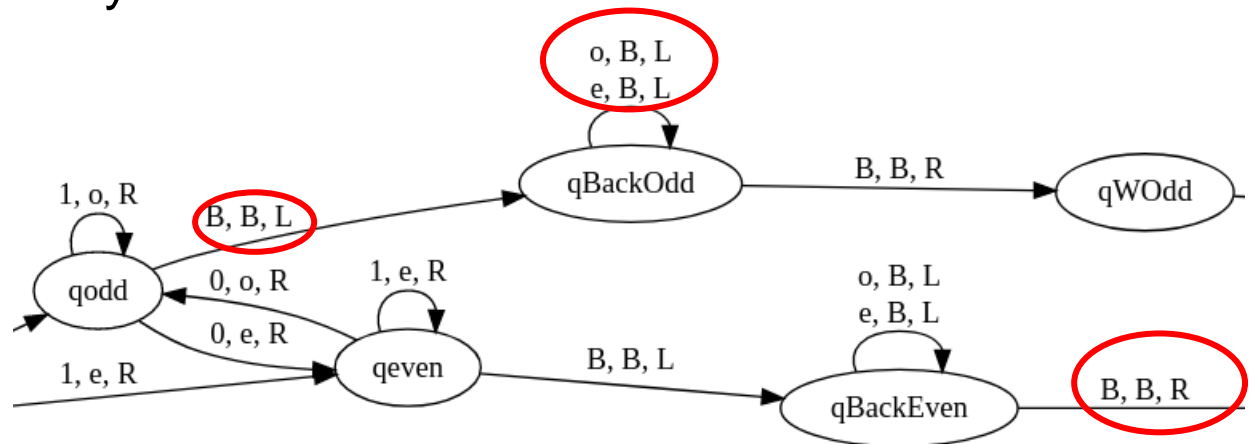 y
o, B, L
e, B, L
qBackOdd
B, B, R
qWOdd
1, o, R
B, B, L
qodd
0, o, R
1, e, R
0, e, R
1, e, R
qeven
B, B, L
o, B, L
e, B, L
qBackEven
B, B, R